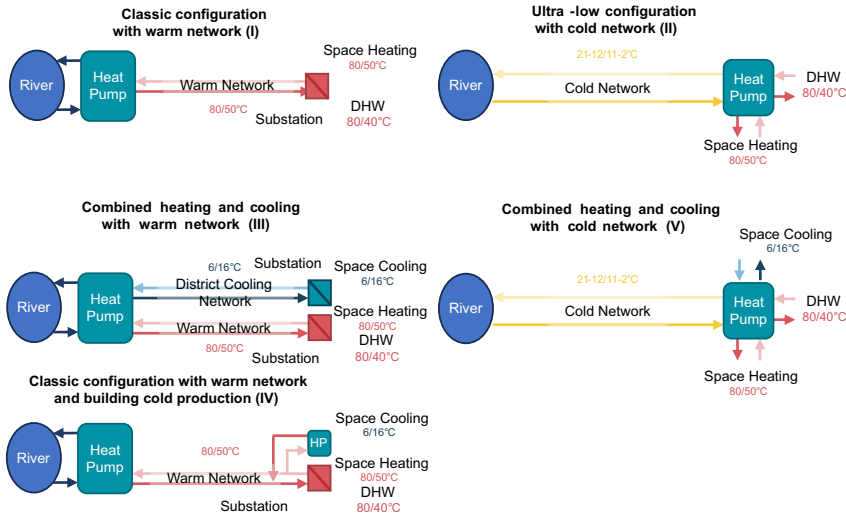 Classic configuration
with warm network (I)
River
Heat
Pump
Warm Network
80/50℃
Substation
Space Heating
80/50℃
DHW
80/40℃
Ultra -low configuration
with cold network (II)
River
21-12/11-2℃
Cold Network
Heat
Pump
DHW
80/40℃
Space Heating
80/50℃
Combined heating and cooling
with warm network (III)
River
Heat
Pump
6/16℃
Substation
District Cooling
Network
Space Cooling
6/16℃
Warm Network
80/50℃
Substation
Space Heating
80/50℃
DHW
80/40℃
Combined heating and cooling
with cold network (V)
Space Cooling
6/16℃
River
21-12/11-2℃
Cold Network
Heat
Pump
DHW
80/40℃
Space Heating
80/50℃
Classic configuration with warm network
and building cold production (IV)
River
Heat
Pump
80/50℃
Warm Network
Substation
Space Cooling
6/16℃
HP
Space Heating
80/50℃
DHW
80/40℃